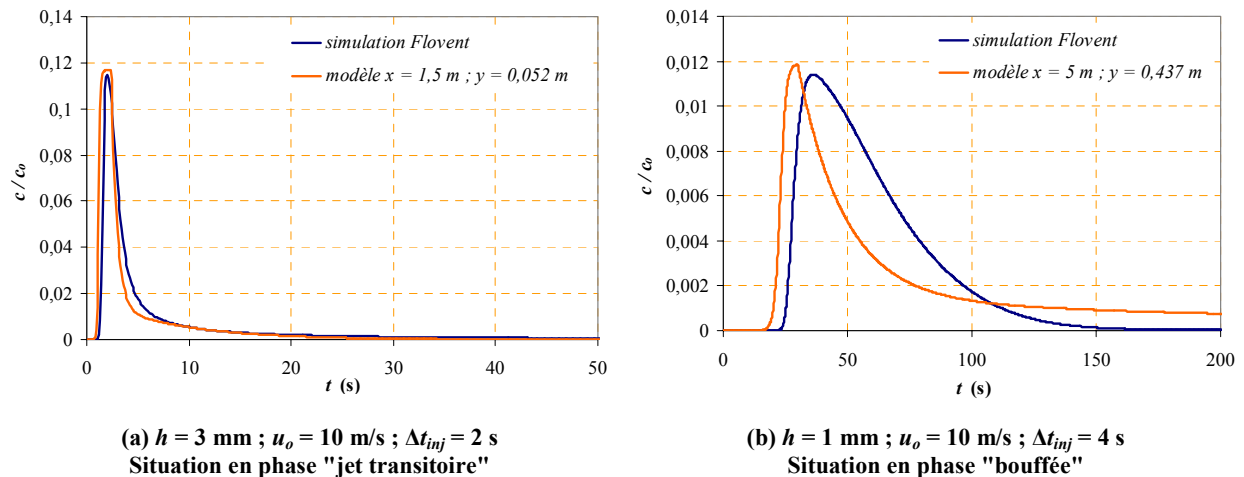 0,14
0,12
0,1
0,08
0,06
0,04
0,02
0
c / cₒ
simulation Flovent
modèle x = 1,5 m ; y = 0,052 m
0 10 20 30 40 50
t (s)
(a) h = 3 mm ; uₒ = 10 m/s ; Δtinj = 2 s
Situation en phase "jet transitoire"
0,014
0,012
0,010
0,008
0,006
0,004
0,002
0
c / cₒ
simulation Flovent
modèle x = 5 m ; y = 0,437 m
0 50 100 150 200
t (s)
(b) h = 1 mm ; uₒ = 10 m/s ; Δtinj = 4 s
Situation en phase "bouffée"